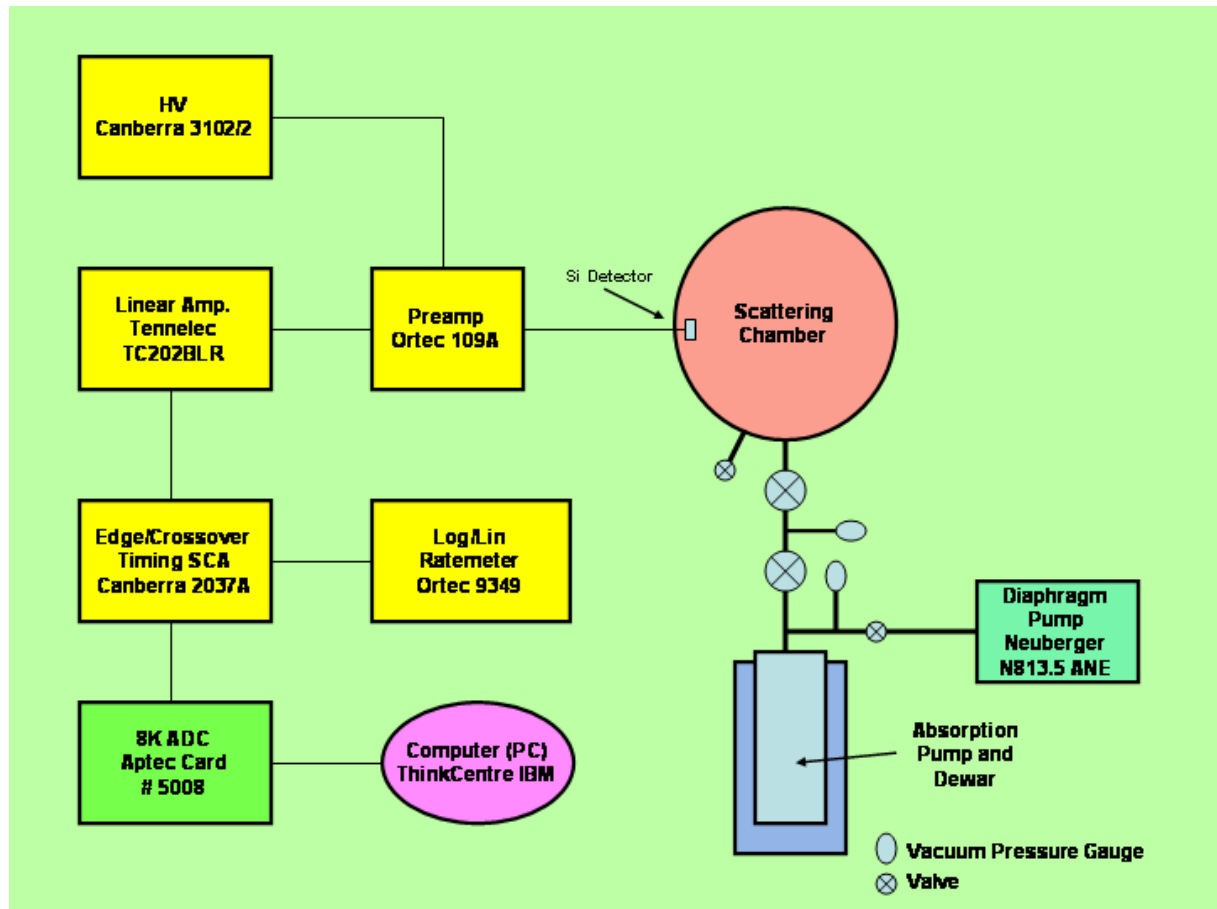 HV
Canberra 3102/2
Linear Amp.
Tennelec
TC202BLR
Preamp
Ortec 109A
Si Detector
Scattering
Chamber
Edge/Crossover
Timing SCA
Canberra 2037A
Log/Lin
Ratemeter
Ortec 9349
Diaphragm
Pump
Neuberger
N813.5 ANE
8K ADC
Aptec Card
# 5008
Computer (PC)
ThinkCentre IBM
Absorption
Pump and
Dewar
Vacuum Pressure Gauge
Valve